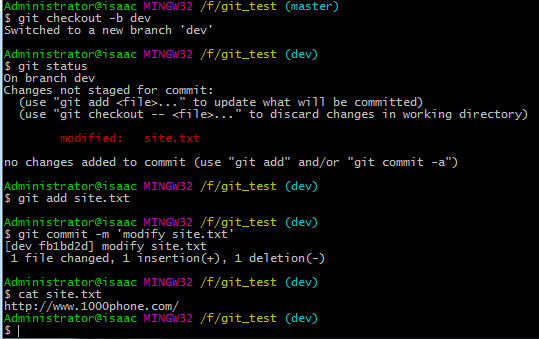 Administrator@isaac MINGW32 /f/git_test (master)
$ git checkout -b dev
Switched to a new branch 'dev'
Administrator@isaac MINGW32 /f/git_test (dev)
$ git status
On branch dev
Changes not staged for commit:
  (use "git add <file>..." to update what will be committed)
  (use "git checkout -- <file>..." to discard changes in working directory)
        modified:   site.txt
no changes added to commit (use "git add" and/or "git commit -a")
Administrator@isaac MINGW32 /f/git_test (dev)
$ git add site.txt
Administrator@isaac MINGW32 /f/git_test (dev)
$ git commit -m 'modify site.txt'
[dev fb1bd2d] modify site.txt
 1 file changed, 1 insertion(+), 1 deletion(-)
Administrator@isaac MINGW32 /f/git_test (dev)
$ cat site.txt
http://www.1000phone.com/
Administrator@isaac MINGW32 /f/git_test (dev)
$